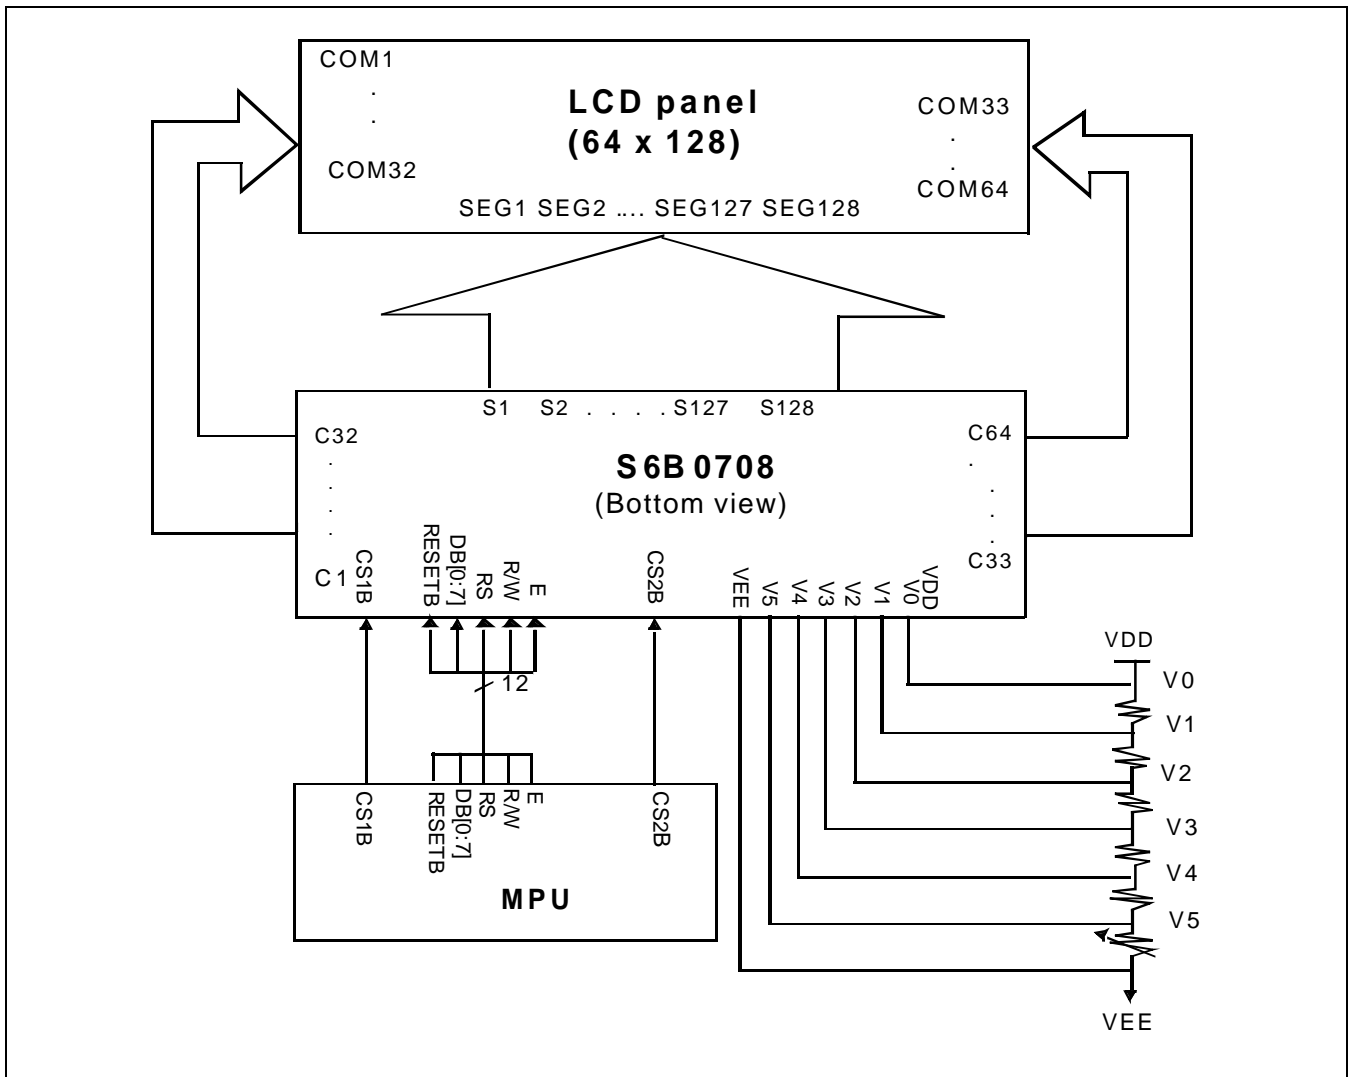 COM1
.
.
COM32
LCD panel
(64 x 128)
COM33
.
.
COM64
SEG1 SEG2 .... SEG127 SEG128
S1 S2 . . . . S127 S128
C32
.
.
.
.
C1
S6B0708
(Bottom view)
C64
.
.
.
.
C33
CS1B
RESETB
DB[0:7]
RS
R/W
E
CS2B
VEE
V5
V4
V3
V2
V1
V0
VDD
12
CS1B
RESETB
DB[0:7]
RS
R/W
E
CS2B
MPU
VDD
V0
V1
V2
V3
V4
V5
VEE